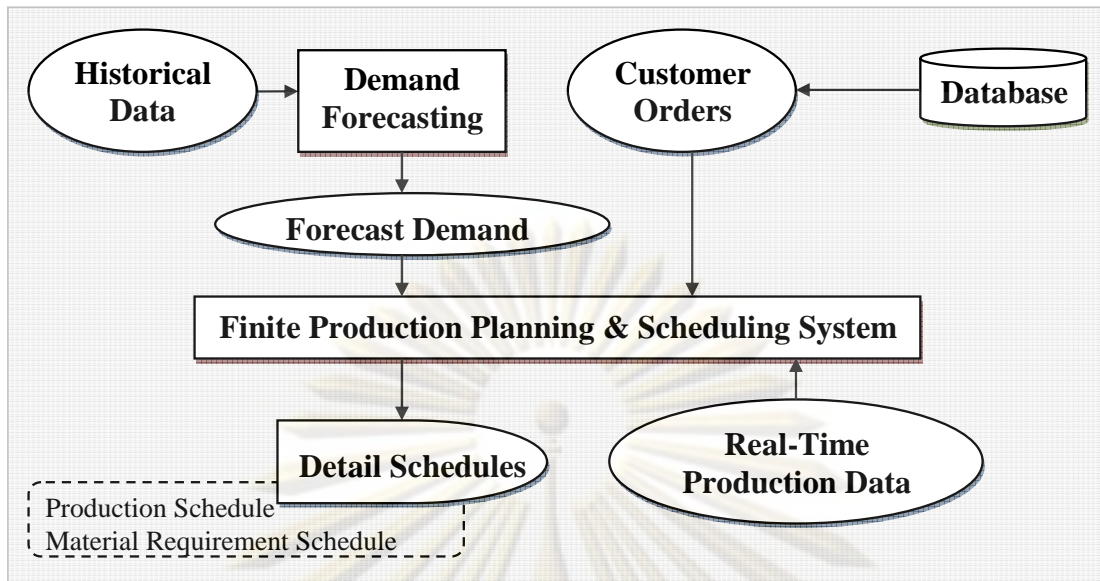 Historical
Data
Demand
Forecasting
Customer
Orders
Database
Forecast Demand
Finite Production Planning & Scheduling System
Detail Schedules
Real-Time
Production Data
Production Schedule
Material Requirement Schedule